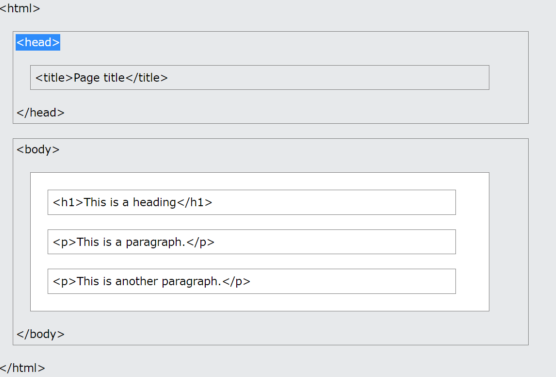 <html>
<head>
<title>Page title</title>
</head>
<body>
<h1>This is a heading</h1>
<p>This is a paragraph.</p>
<p>This is another paragraph.</p>
</body>
</html>